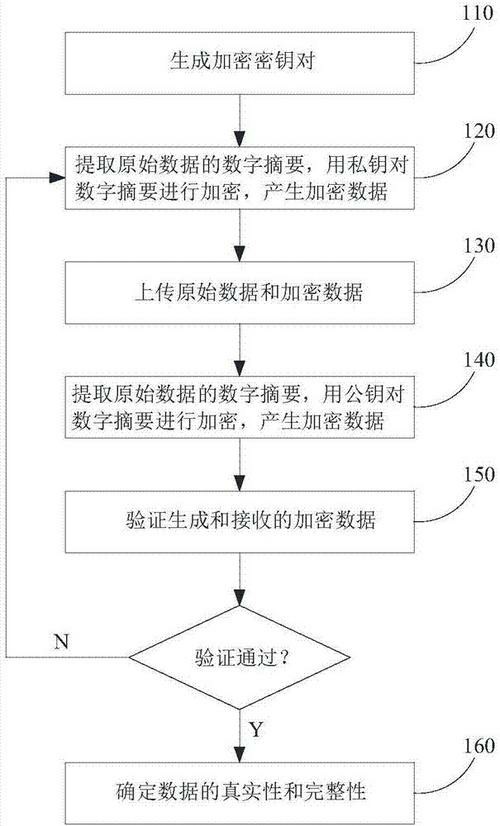 110
生成加密密钥对
120
提取原始数据的数字摘要，用私钥对
数字摘要进行加密，产生加密数据
130
上传原始数据和加密数据
140
提取原始数据的数字摘要，用公钥对
数字摘要进行加密，产生加密数据
150
验证生成和接收的加密数据
N
验证通过？
Y
160
确定数据的真实性和完整性